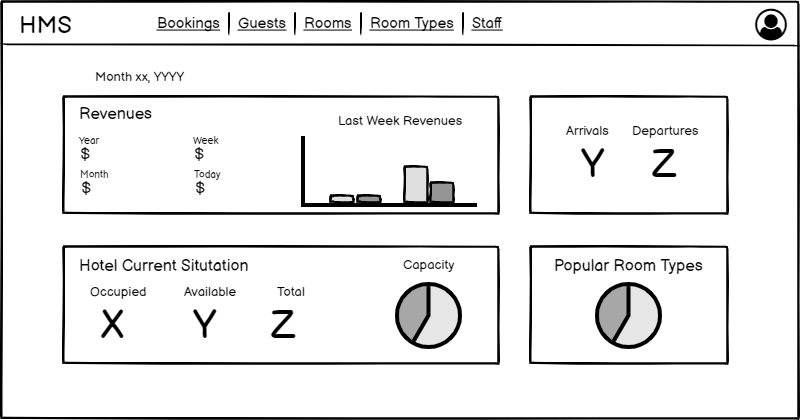 HMS
Bookings
Guests
Rooms
Room Types
Staff
Month xx, YYYY
Revenues
Year
$
Week
$
Month
$
Today
$
Last Week Revenues
Arrivals
Y
Departures
Z
Hotel Current Situtation
Occupied
X
Available
Y
Total
Z
Capacity
Popular Room Types